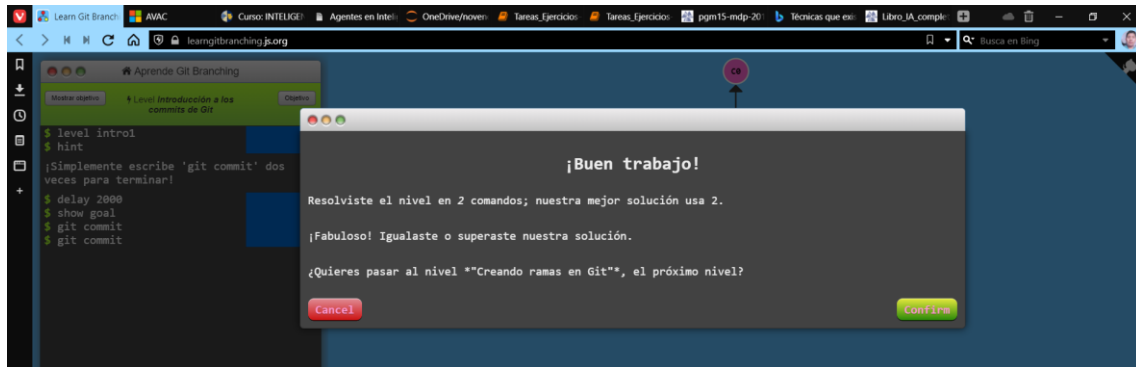 Learn Git Branch
AVAC
Curso: INTELIGE
Agentes en Inteli
OneDrive/noven
Tareas_Ejercicios
Tareas_Ejercicios
pgm15-mdp-201
Técnicas que exis
Libro_IA_complet
learngitbranching.js.org
Busca en Bing
Aprende Git Branching
Mostrar objetivo
Level Introducción a los
commits de Git
Objetivo
$ level intro1
$ hint
¡Simplemente escribe 'git commit' dos
veces para terminar!
$ delay 2000
$ show goal
$ git commit
$ git commit
¡Buen trabajo!
Resolviste el nivel en 2 comandos; nuestra mejor solución usa 2.
¡Fabuloso! Igualaste o superaste nuestra solución.
¿Quieres pasar al nivel *"Creando ramas en Git"*, el próximo nivel?
Cancel
Confirm